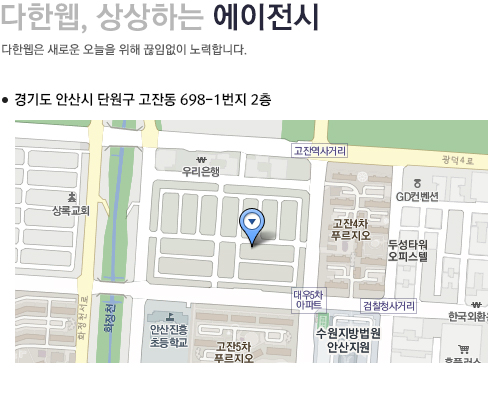 다한웹, 상상하는 에이전시
다한웹은 새로운 오늘을 위해 끊임없이 노력합니다.
• 경기도 안산시 단원구 고잔동 698-1번지 2층
고잔역사거리
광덕4로
우리은행
GD컨벤션
상록교회
고잔4차
푸르지오
두성타워
오피스텔
대우5차
아파트
검찰청사거리
화정천서로
화정천
한국외환은
안산진흥
초등학교
수원지방법원
안산지원
고잔5차
푸르지오
홈플러스